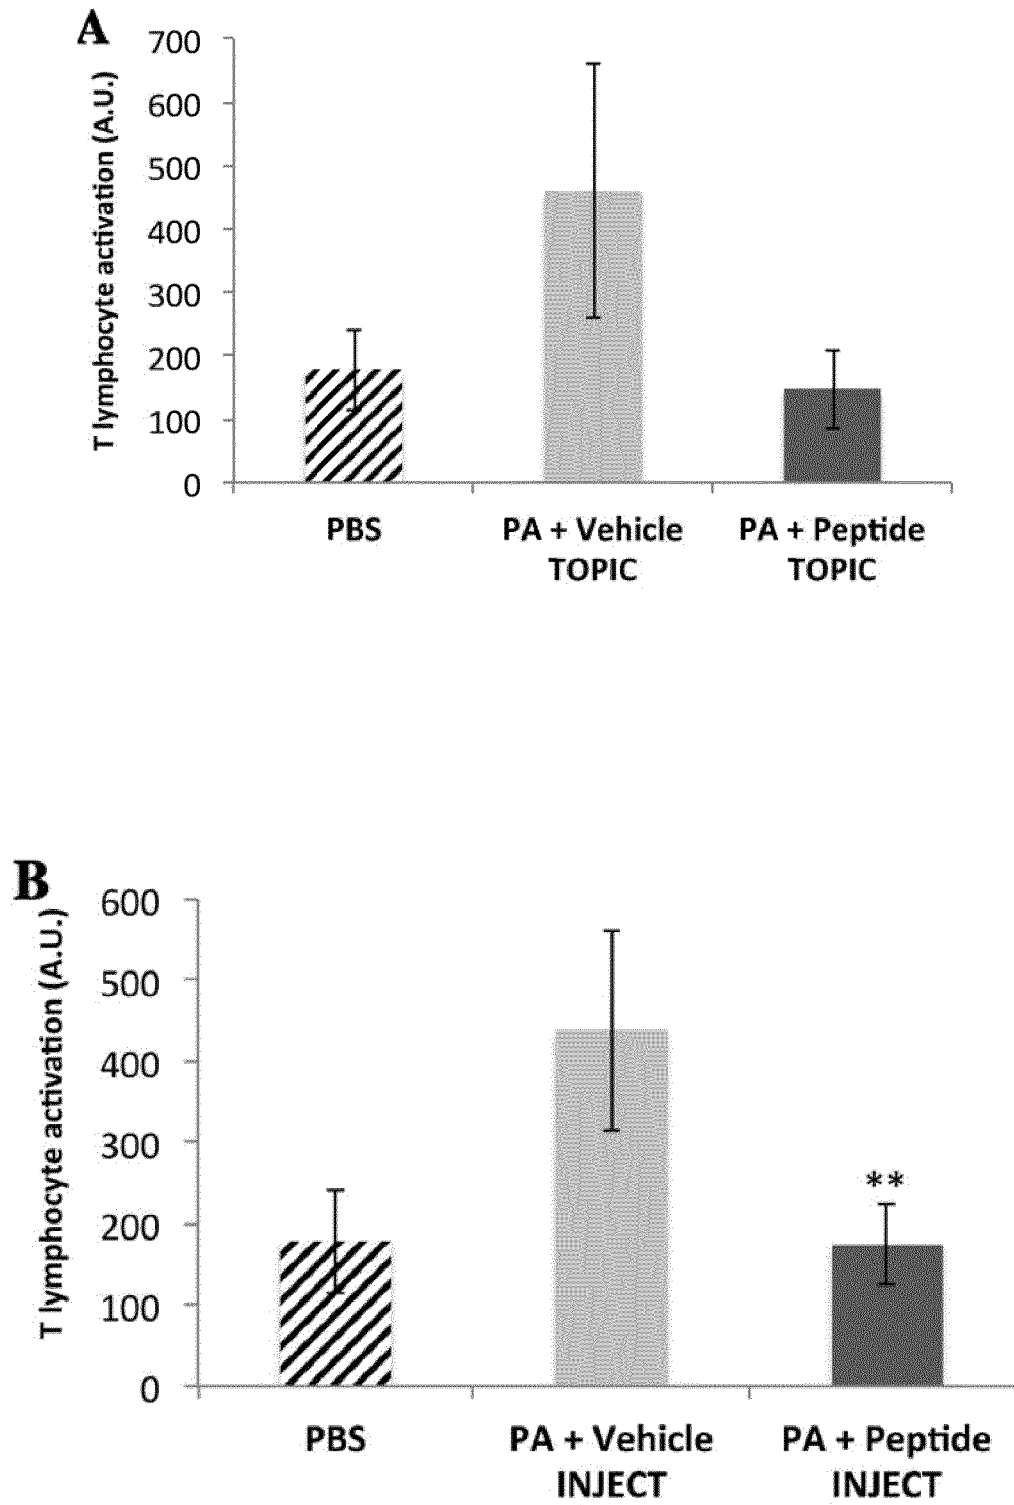 A
T lymphocyte activation (A.U.)
700
600
500
400
300
200
100
0
PBS
PA + Vehicle
TOPIC
PA + Peptide
TOPIC
B
T lymphocyte activation (A.U.)
600
500
400
300
200
100
0
**
PBS
PA + Vehicle
INJECT
PA + Peptide
INJECT